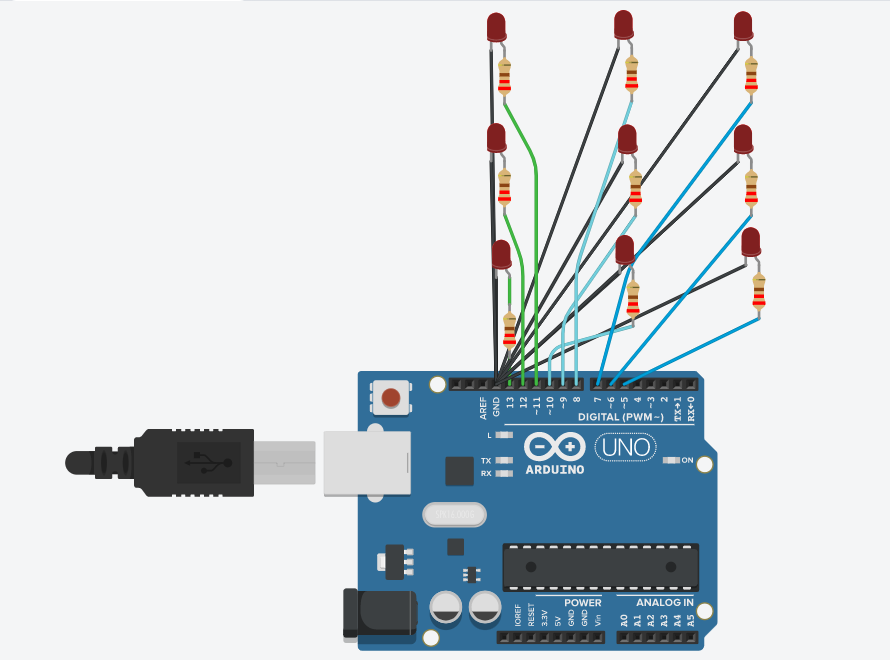 AREF
GND
13
12
~11
~10
~9
8
7
~6
~5
4
~3
2
TX→1
RX←0
DIGITAL (PWM~)
L
TX
RX
UNO
ON
ARDUINO
POWER
ANALOG IN
IOREF
RESET
3.3V
5V
GND
GND
Vin
A0
A1
A2
A3
A4
A5